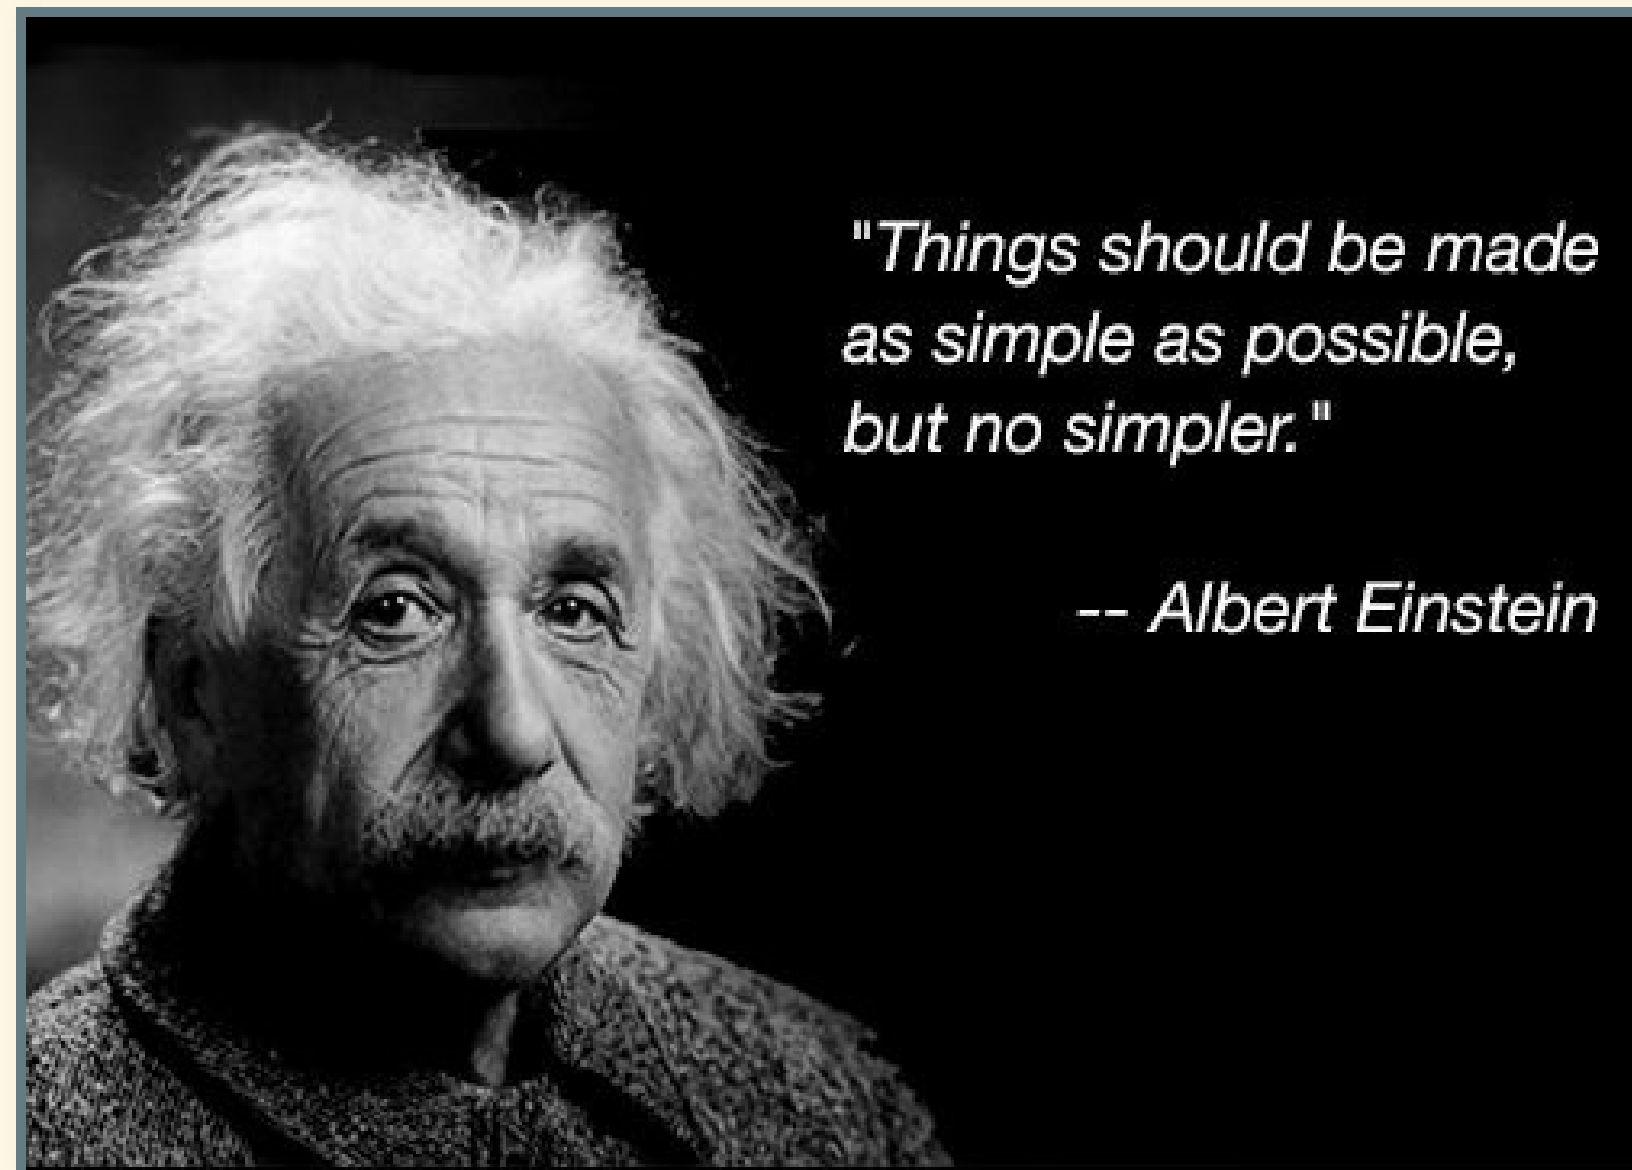 "Things should be made
as simple as possible,
but no simpler."
-- Albert Einstein